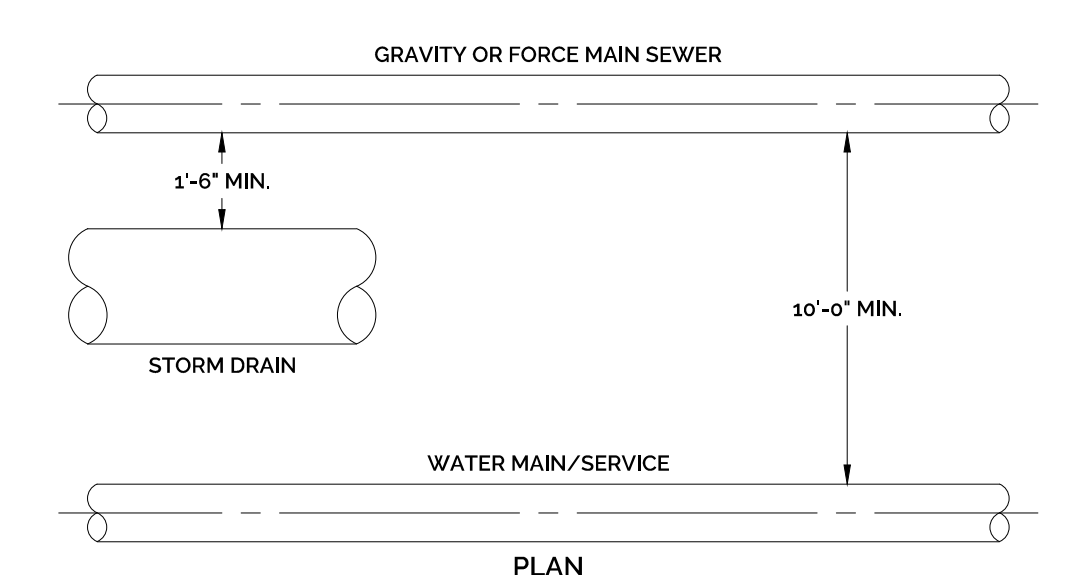 GRAVITY OR FORCE MAIN SEWER
1'-6" MIN.
10'-0" MIN.
STORM DRAIN
WATER MAIN/SERVICE
PLAN